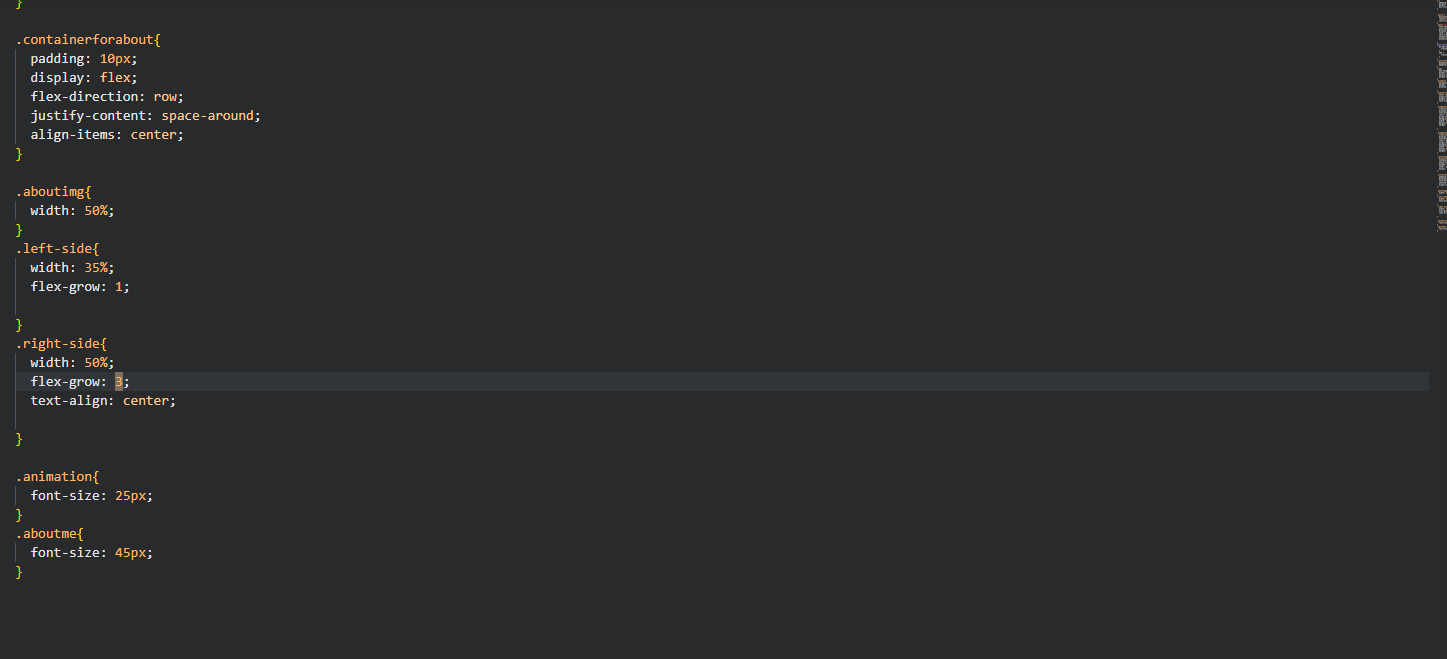 }
.containerforabout{
padding: 10px;
display: flex;
flex-direction: row;
justify-content: space-around;
align-items: center;
}
.aboutimg{
width: 50%;
}
.left-side{
width: 35%;
flex-grow: 1;
}
.right-side{
width: 50%;
flex-grow: 3;
text-align: center;
}
.animation{
font-size: 25px;
}
.aboutme{
font-size: 45px;
}